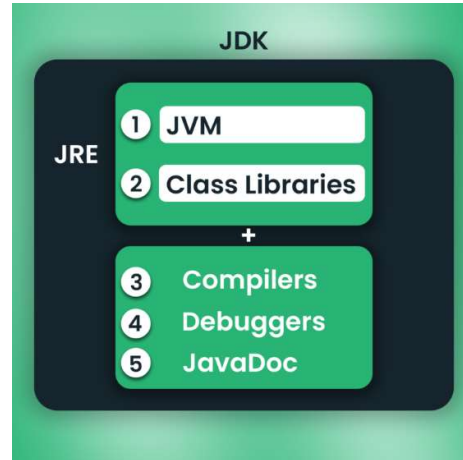 JDK
JRE
1 JVM
2 Class Libraries
+
3 Compilers
4 Debuggers
5 JavaDoc